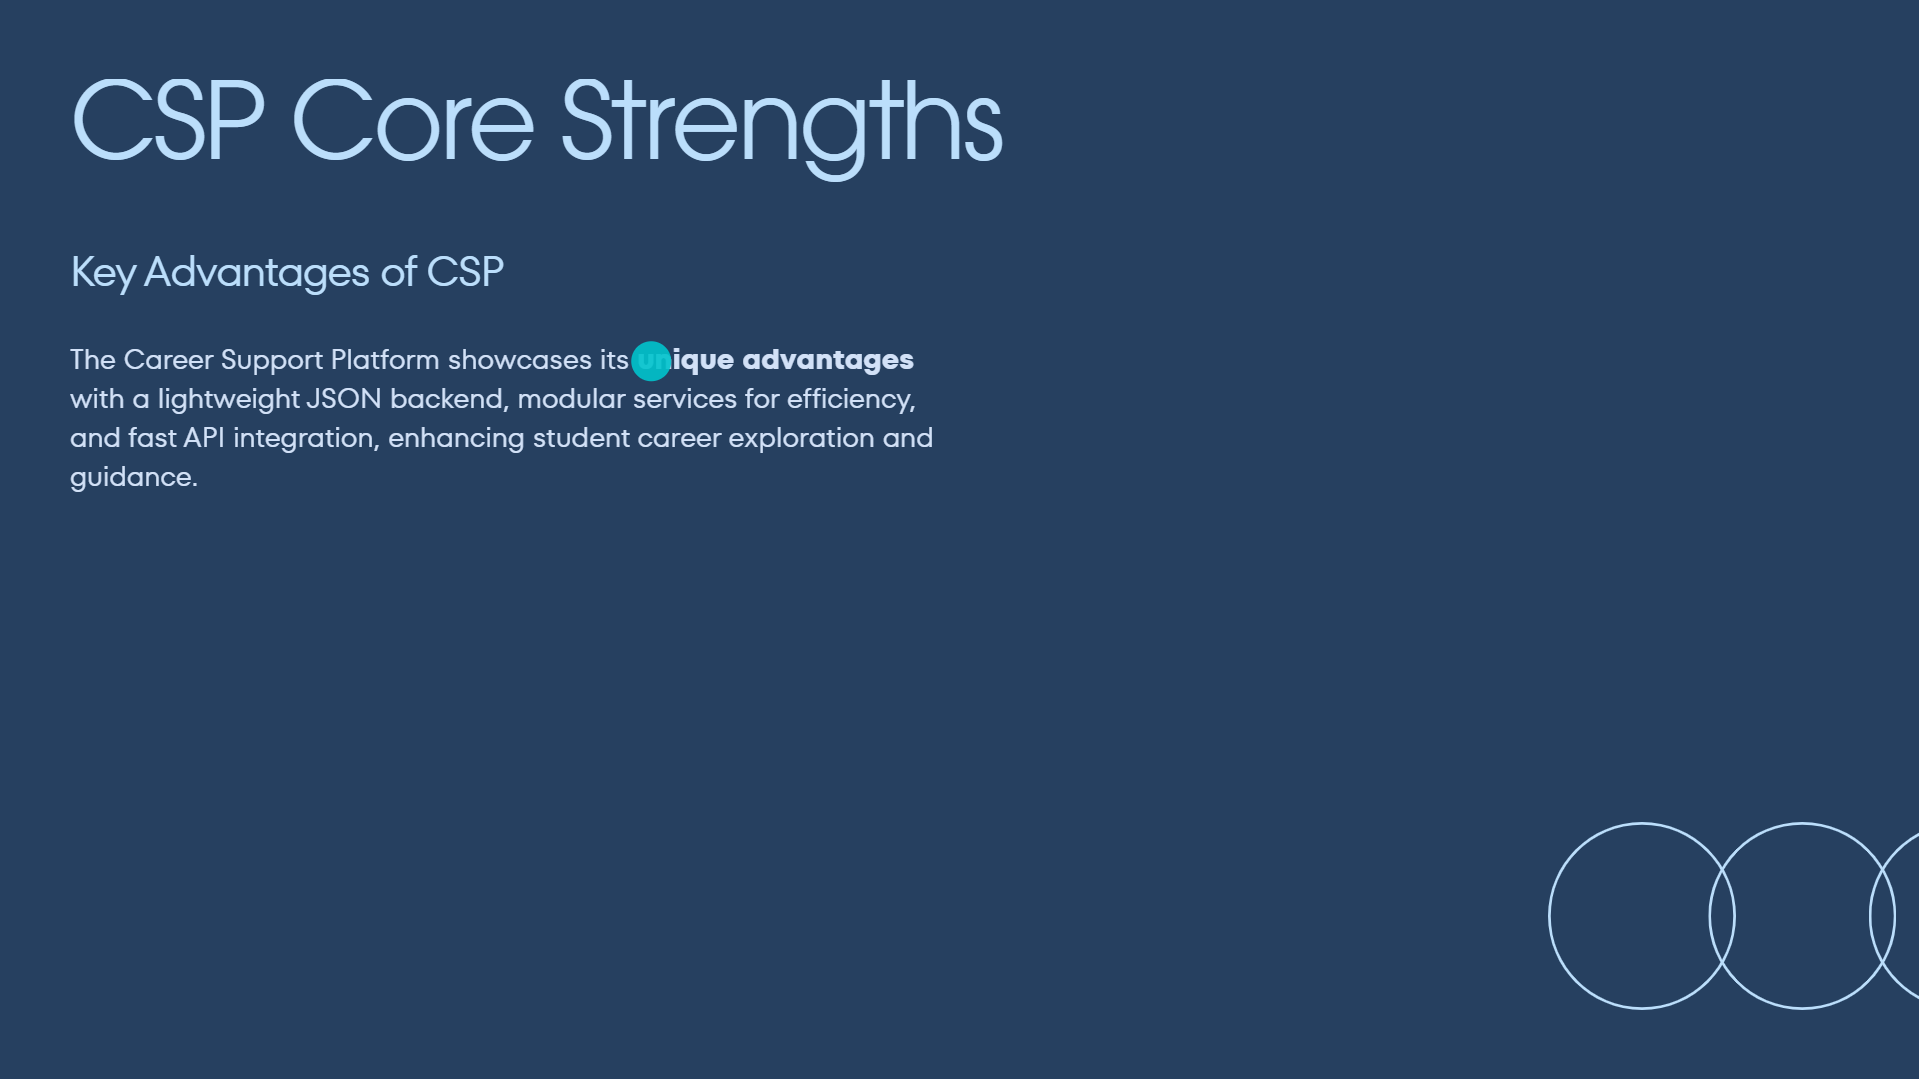 CSP Core Strengths
Key Advantages of CSP
The Career Support Platform showcases its unique advantages
with a lightweight JSON backend, modular services for efficiency,
and fast API integration, enhancing student career exploration and
guidance.